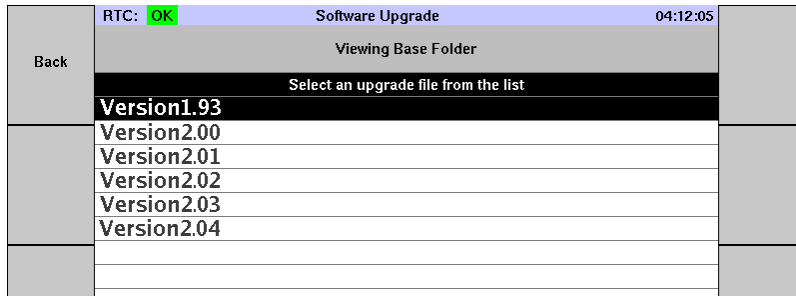 RTC: OK Software Upgrade 04:12:05
Back
Viewing Base Folder
Select an upgrade file from the list
Version1.93
Version2.00
Version2.01
Version2.02
Version2.03
Version2.04